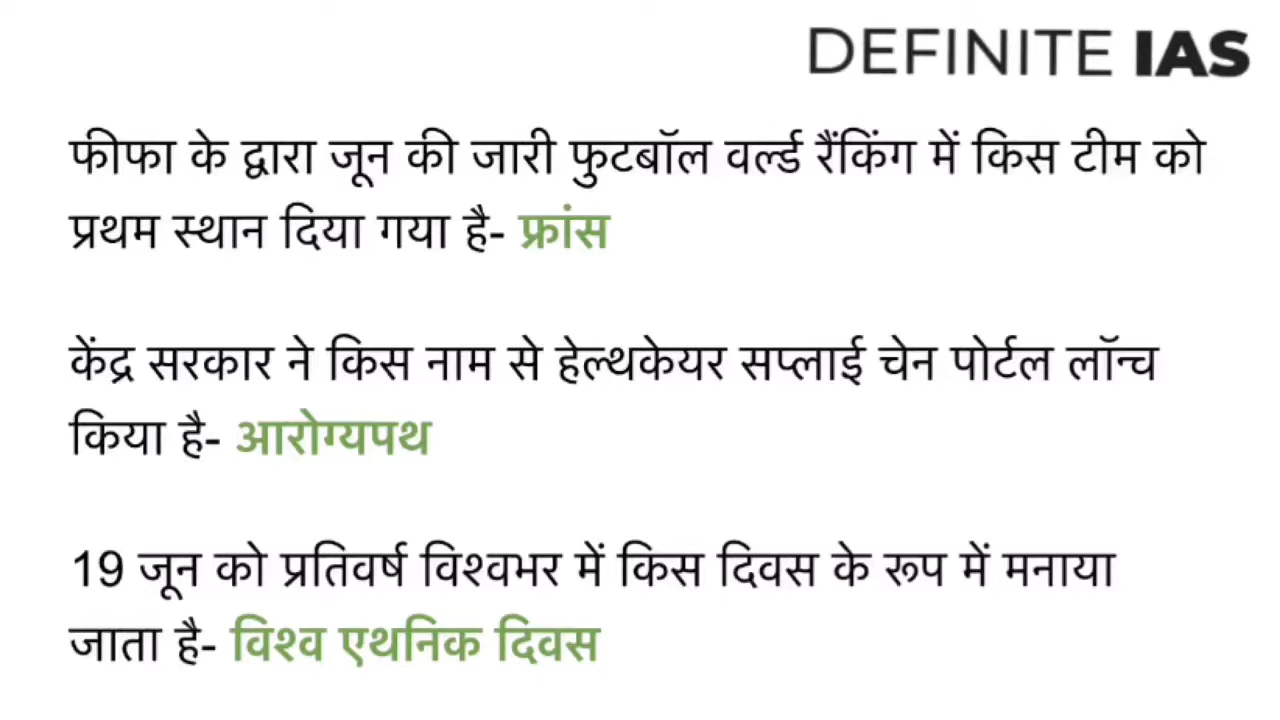 DEFINITE IAS
फीफा के द्वारा जून की जारी फुटबॉल वर्ल्ड रैंकिंग में किस टीम को
प्रथम स्थान दिया गया है- फ्रांस
केंद्र सरकार ने किस नाम से हेल्थकेयर सप्लाई चेन पोर्टल लॉन्च
किया है- आरोग्यपथ
19 जून को प्रतिवर्ष विश्वभर में किस दिवस के रूप में मनाया
जाता है- विश्व एथनिक दिवस